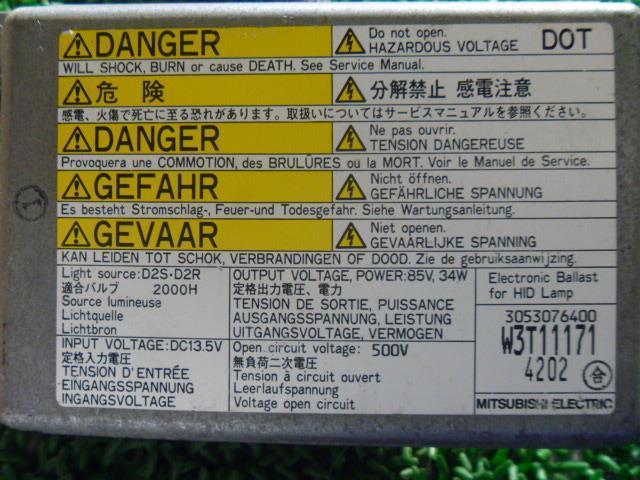 DANGER
Do not open.
HAZARDOUS VOLTAGE
DOT
WILL SHOCK, BURN or cause DEATH. See Service Manual.
危険
分解禁止 感電注意
感電、火傷で死亡に至る恐れがあります。取扱いについてはサービスマニュアルを参照ください。
DANGER
Ne pas ouvrir.
TENSION DANGEREUSE
Provoquera une COMMOTION, des BRULÛRES ou la MORT. Voir le Manuel de Service.
GEFAHR
Nicht öffnen.
GEFÄHRLICHE SPANNUNG
Es besteht Stromschlag-, Feuer-und Todesgefahr. Siehe Wartungsanleitung.
GEVAAR
Niet openen.
GEVAARLIJKE SPANNING
KAN LEIDEN TOT SCHOK, VERBRANDINGEN OF DOOD. Zie de gebruiksaanwijzing.
Light source:D2S·D2R
適合バルブ 2000H
Source lumineuse
Lichtquelle
Lichtbron
OUTPUT VOLTAGE, POWER:85V, 34W
定格出力電圧、電力
TENSION DE SORTIE, PUISSANCE
AUSGANGSSPANNUNG, LEISTUNG
UITGANGSVOLTAGE, VERMOGEN
Electronic Ballast
for HID Lamp
INPUT VOLTAGE:DC13.5V
定格入力電圧
TENSION D'ENTRÉE
EINGANGSSPANNUNG
INGANGSVOLTAGE
Open circuit voltage: 500V
無負荷二次電圧
Tension à circuit ouvert
Leerlaufspannung
Voltage open circuit
3053076400
W3T11171
4202
合
MITSUBISHI ELECTRIC
1